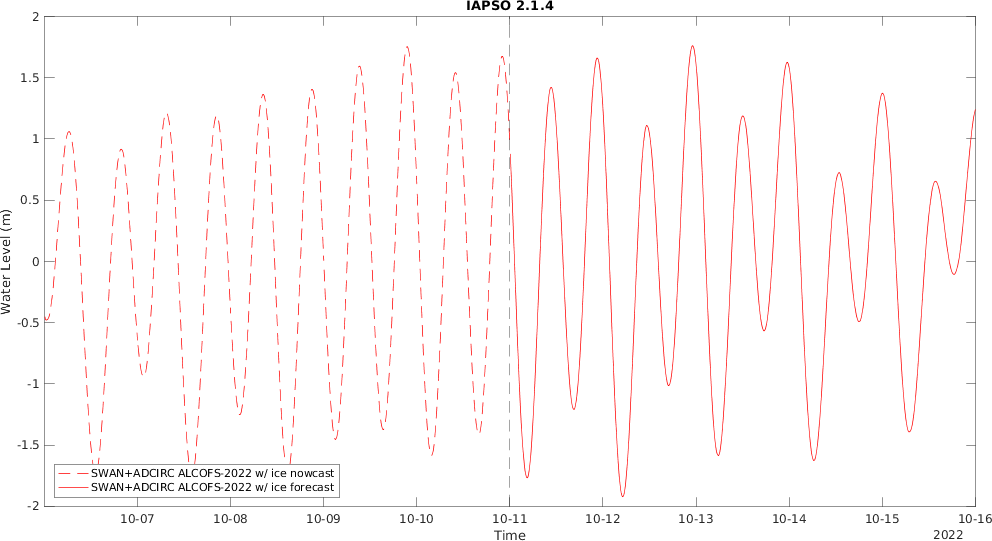 IAPSO 2.1.4
2
1.5
1
0.5
0
-0.5
-1
-1.5
-2
Water Level (m)
SWAN+ADCIRC ALCOFS-2022 w/ ice nowcast
SWAN+ADCIRC ALCOFS-2022 w/ ice forecast
10-07 10-08 10-09 10-10 10-11 10-12 10-13 10-14 10-15 10-16
Time
2022